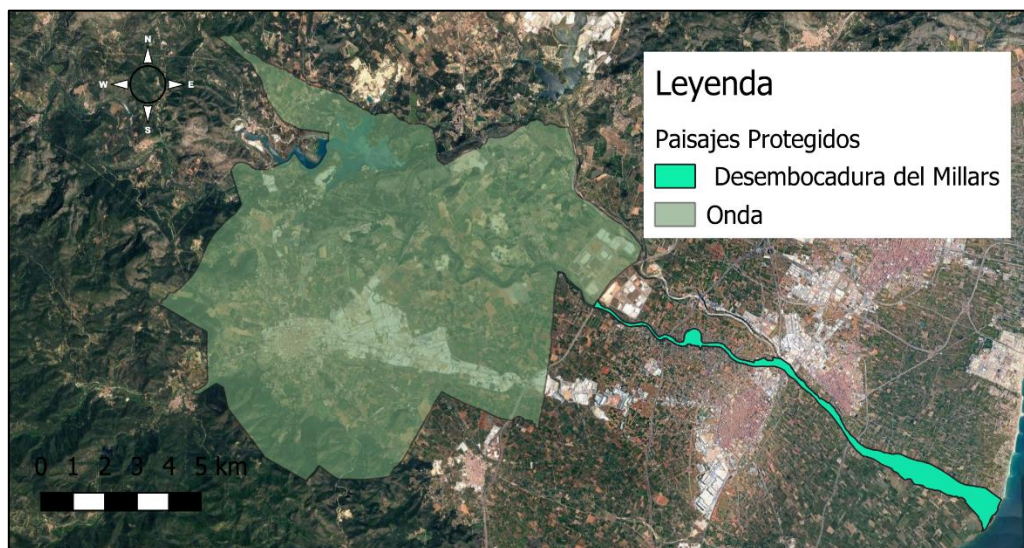 N
W E
S
Leyenda
Paisajes Protegidos
Desembocadura del Millars
Onda
0 1 2 3 4 5 km